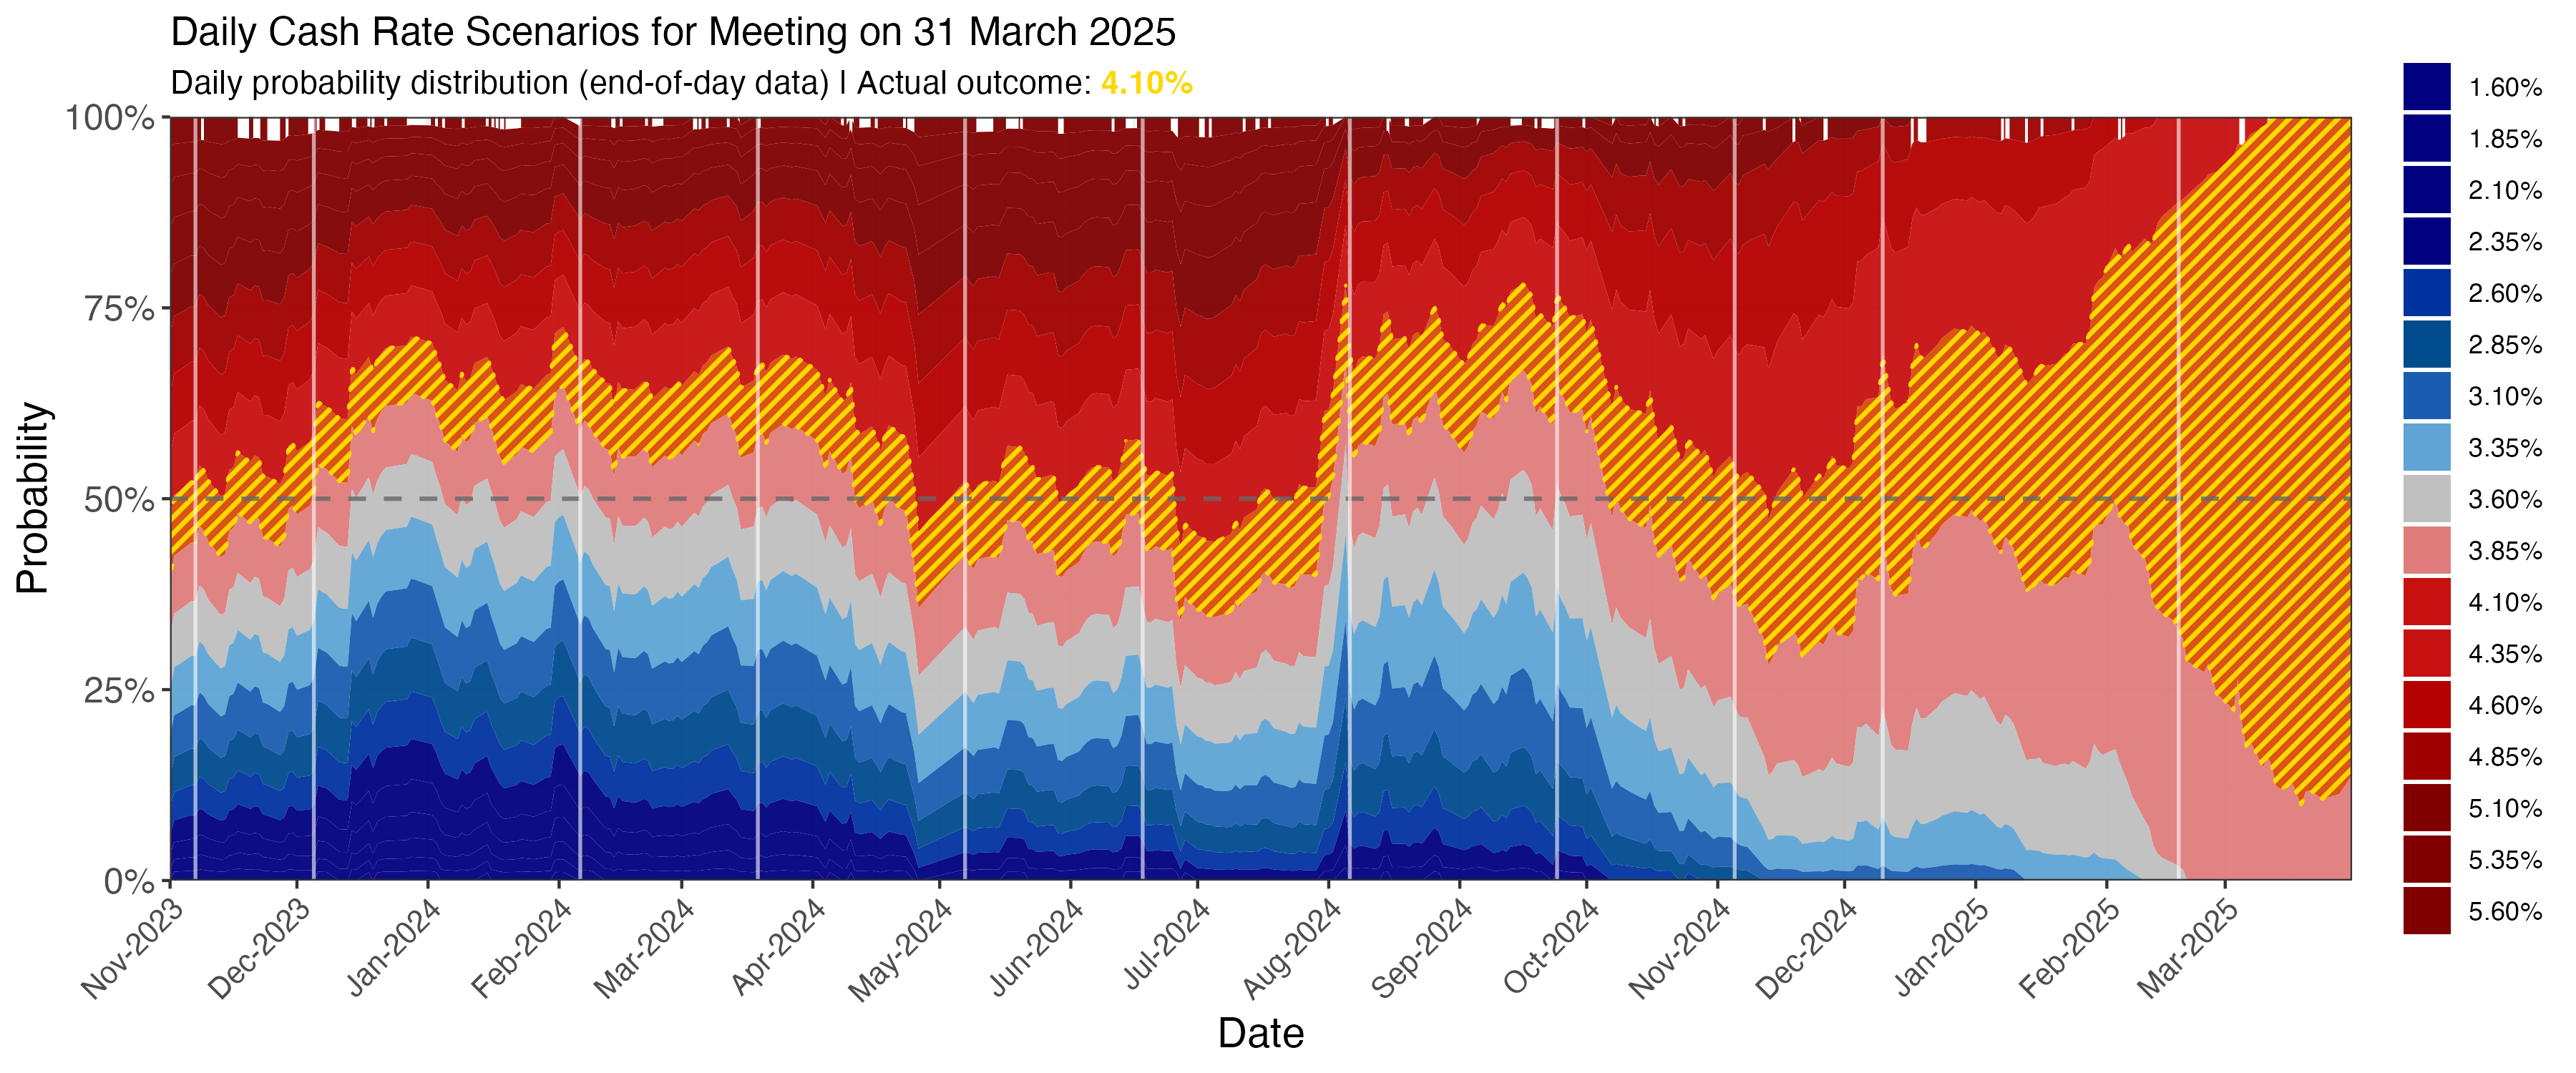 Daily Cash Rate Scenarios for Meeting on 31 March 2025
Daily probability distribution (end-of-day data) | Actual outcome: 4.10%
Probability
100%
75%
50%
25%
0%
Nov-2023
Dec-2023
Jan-2024
Feb-2024
Mar-2024
Apr-2024
May-2024
Jun-2024
Jul-2024
Aug-2024
Sep-2024
Oct-2024
Nov-2024
Dec-2024
Jan-2025
Feb-2025
Mar-2025
Date
1.60%
1.85%
2.10%
2.35%
2.60%
2.85%
3.10%
3.35%
3.60%
3.85%
4.10%
4.35%
4.60%
4.85%
5.10%
5.35%
5.60%